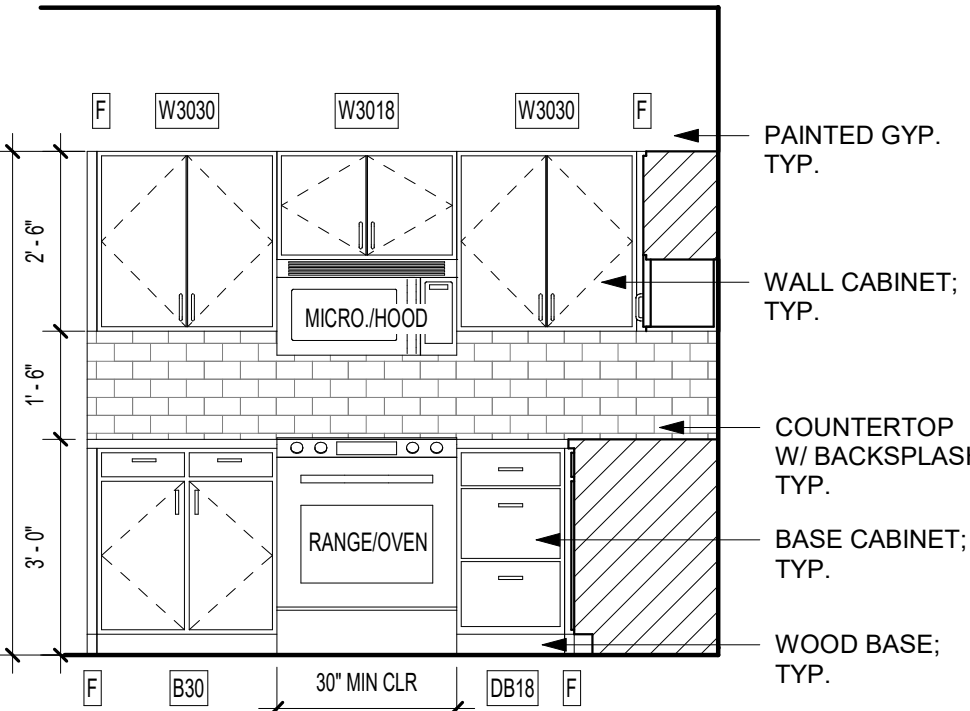 F
W3030
W3018
W3030
F
PAINTED GYP.
TYP.
2' - 6"
WALL CABINET;
TYP.
MICRO./HOOD
1' - 6"
COUNTERTOP
W/ BACKSPLASH
TYP.
3' - 0"
RANGE/OVEN
BASE CABINET;
TYP.
WOOD BASE;
TYP.
F
B30
30" MIN CLR
DB18
F